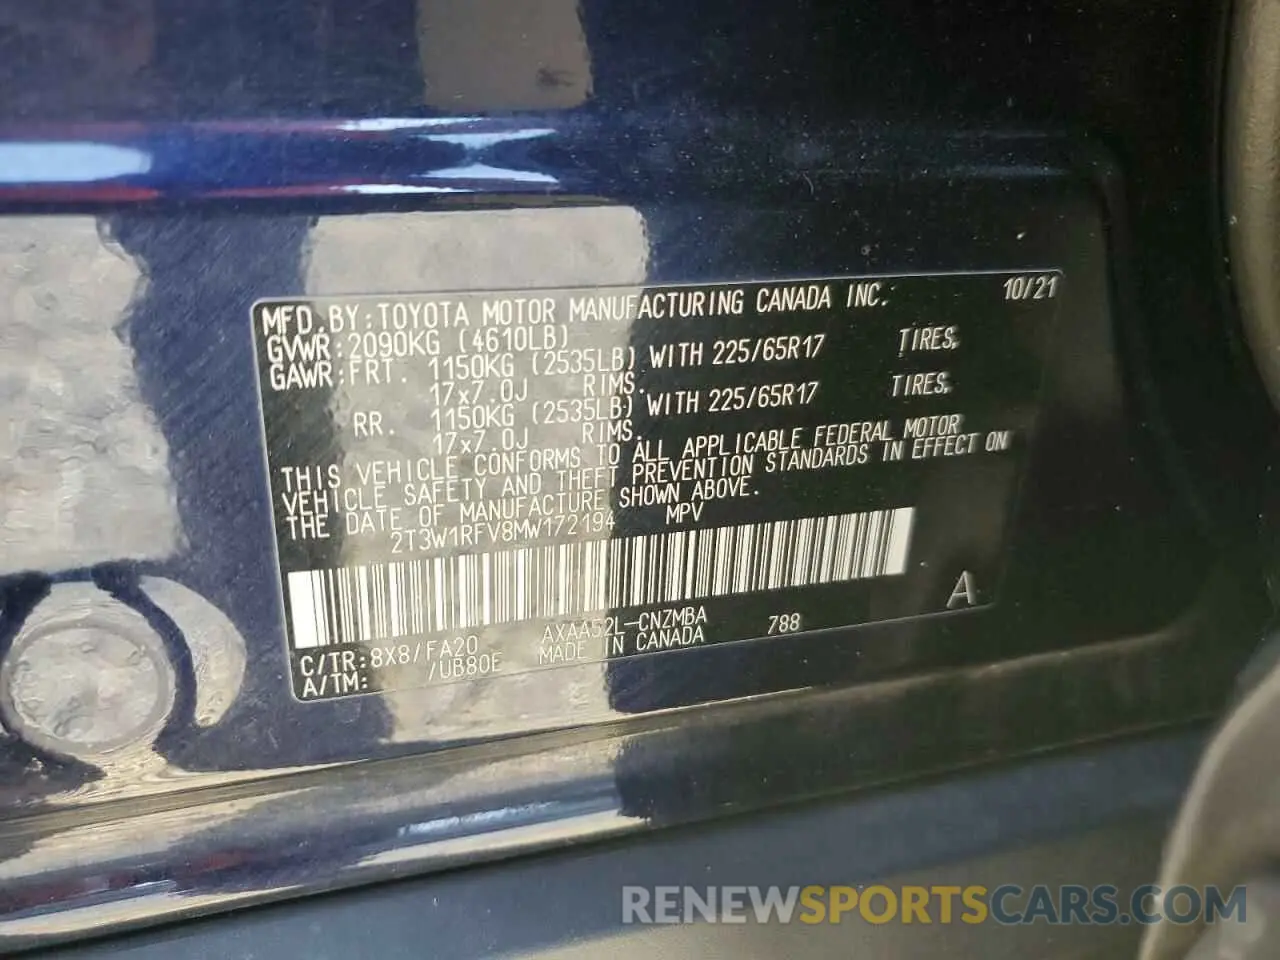 MFD.BY:TOYOTA MOTOR MANUFACTURING CANADA INC. 10/21
GVWR:2090KG (4610LB)
GAWR:FRT. 1150KG (2535LB) WITH 225/65R17 TIRES,
17x7.0J RIMS.
RR. 1150KG (2535LB) WITH 225/65R17 TIRES,
17x7.0J RIMS.
THIS VEHICLE CONFORMS TO ALL APPLICABLE FEDERAL MOTOR
VEHICLE SAFETY AND THEFT PREVENTION STANDARDS IN EFFECT ON
THE DATE OF MANUFACTURE SHOWN ABOVE.
2T3W1RFV8MW172194 MPV
A
C/TR:8X8/FA20 AXAA52L-CNZMBA 788
A/TM: /UB80E MADE IN CANADA
RENEWSPORTSCARS.COM